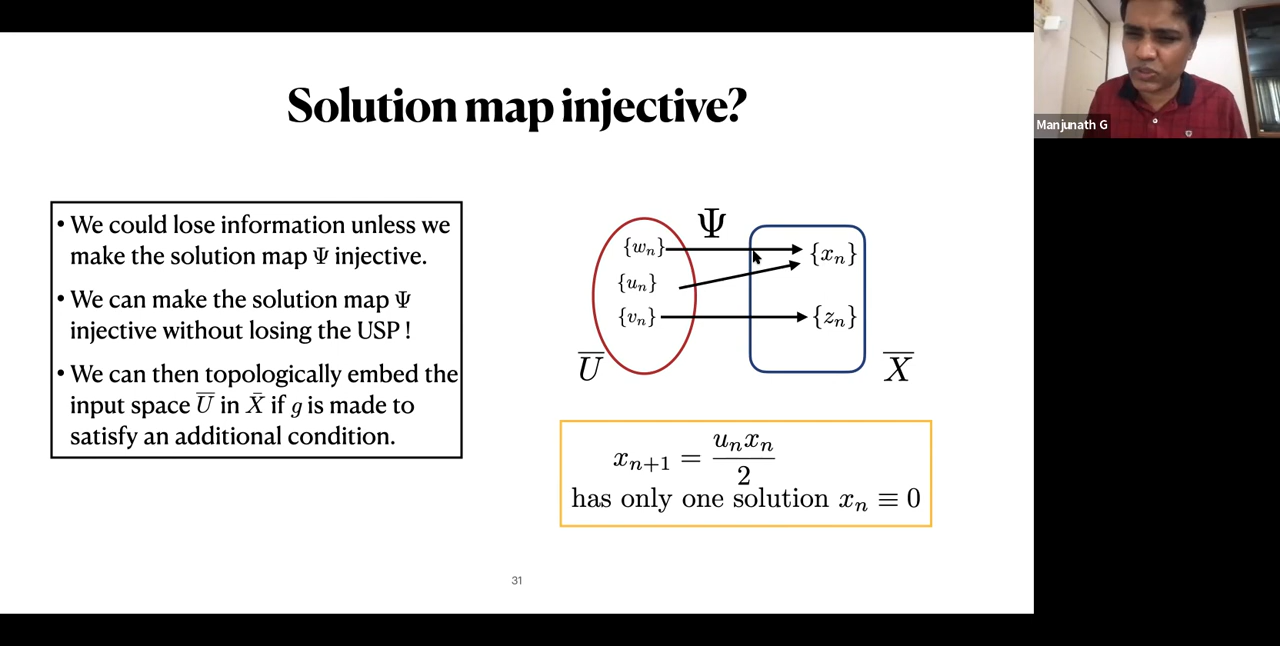 Solution map injective?
• We could lose information unless we
make the solution map Ψ injective.
• We can make the solution map Ψ
injective without losing the USP !
• We can then topologically embed the
input space U̅ in X̄ if g is made to
satisfy an additional condition.
Ψ
{wₙ}
{xₙ}
{uₙ}
{vₙ}
{zₙ}
U̅
X̅
xₙ₊₁ = uₙxₙ / 2
has only one solution xₙ ≡ 0
31
Manjunath G